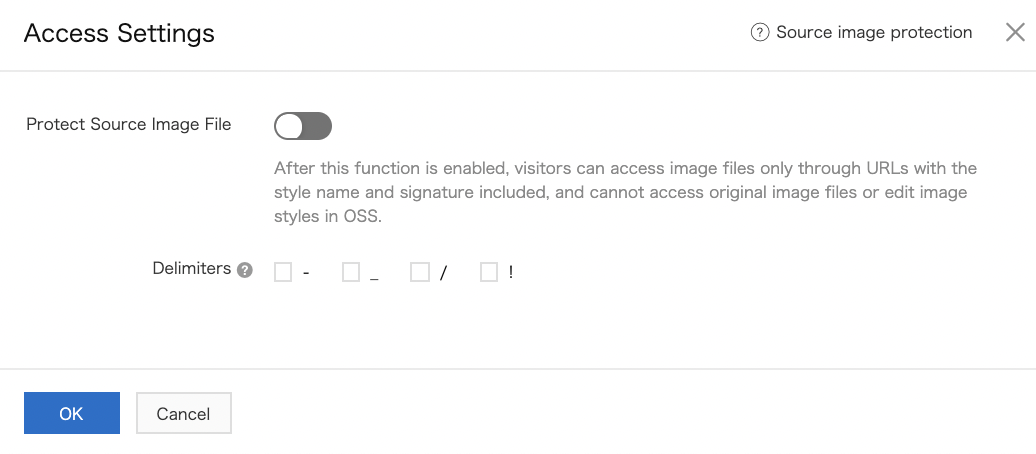 Access Settings
? Source image protection
Protect Source Image File
After this function is enabled, visitors can access image files only through URLs with the
style name and signature included, and cannot access original image files or edit image
styles in OSS.
Delimiters ? - _ / !
OK Cancel